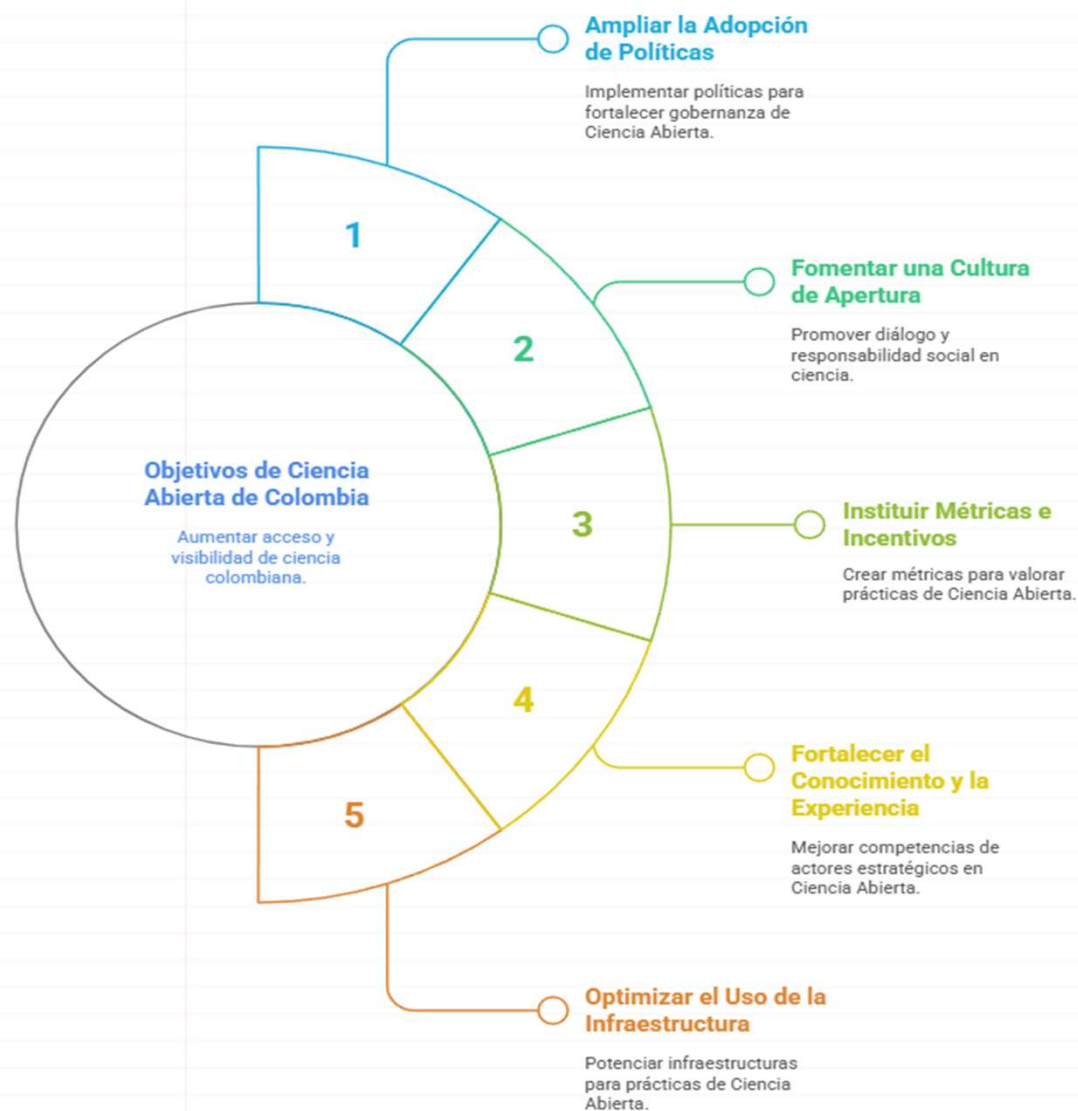 Ampliar la Adopción
de Políticas
Implementar políticas para
fortalecer gobernanza de
Ciencia Abierta.
1
Fomentar una Cultura
de Apertura
Promover diálogo y
responsabilidad social en
ciencia.
2
Objetivos de Ciencia
Abierta de Colombia
Aumentar acceso y
visibilidad de ciencia
colombiana.
3
Instituir Métricas e
Incentivos
Crear métricas para valorar
prácticas de Ciencia Abierta.
4
Fortalecer el
Conocimiento y la
Experiencia
Mejorar competencias de
actores estratégicos en
Ciencia Abierta.
5
Optimizar el Uso de la
Infraestructura
Potenciar infraestructuras
para prácticas de Ciencia
Abierta.